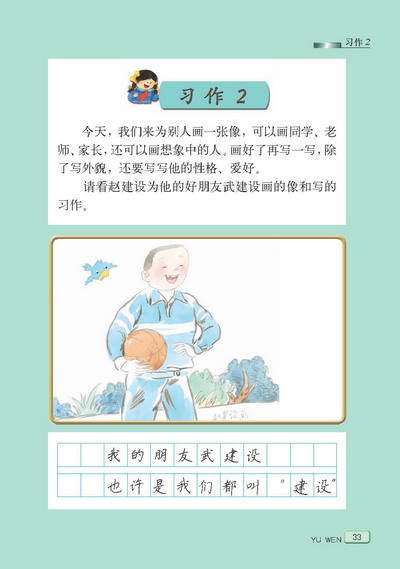 习作 2
习 作 2
今天，我们来为别人画一张像，可以画同学、老
师、家长，还可以画想象中的人。画好了再写一写，除
了写外貌，还要写写他的性格、爱好。
请看赵建设为他的好朋友武建设画的像和写的
习作。
我的朋友武建设
也许是我们都叫“建设”
YU WEN 33